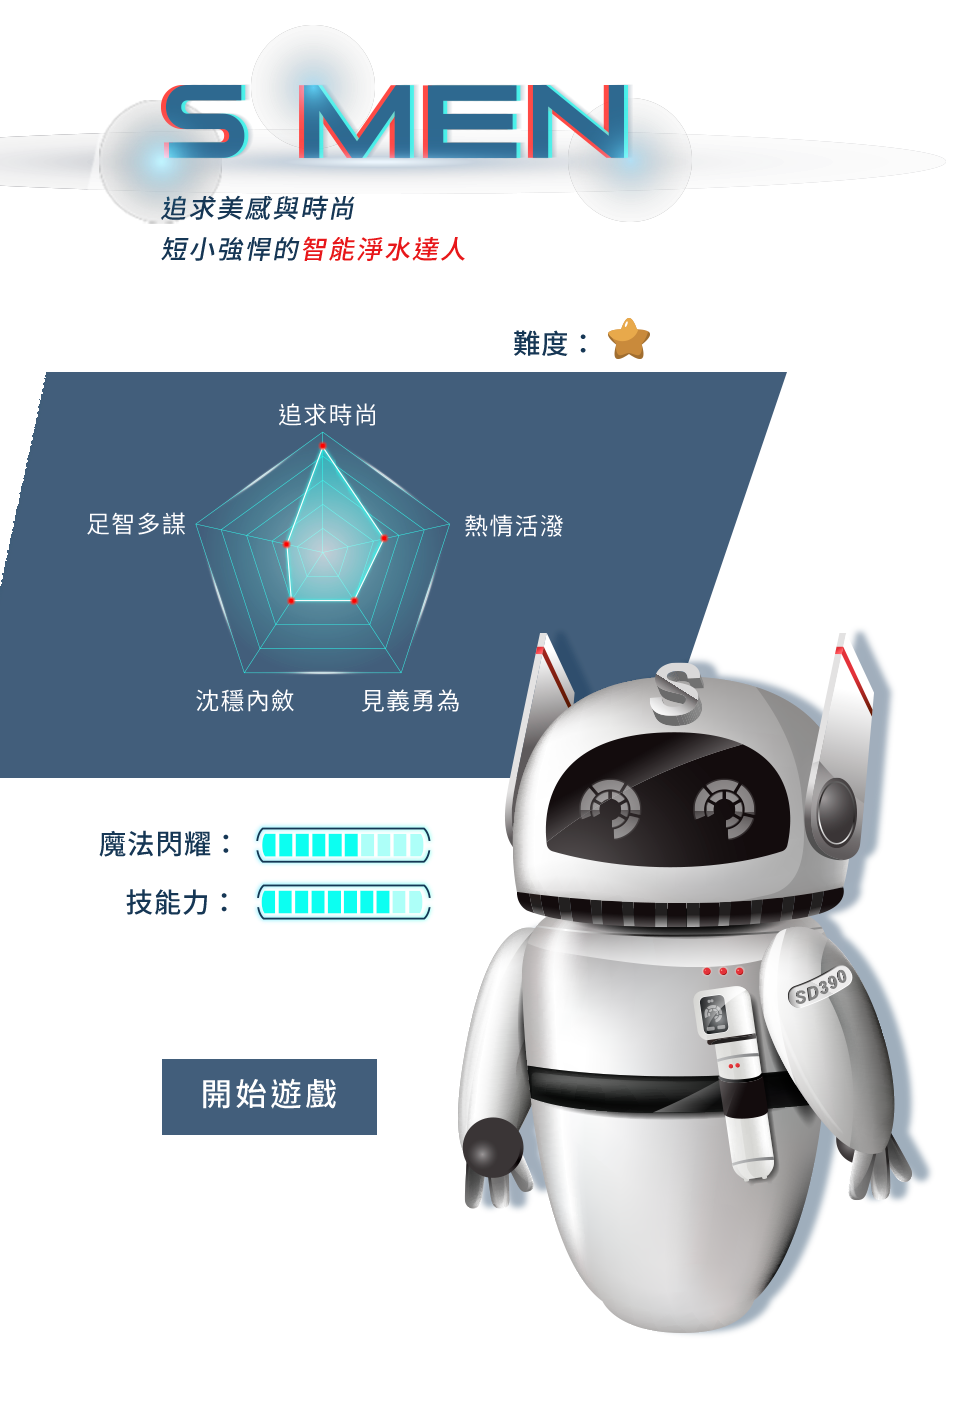 S MEN
追求美感與時尚
短小強悍的智能淨水達人
難度：
追求時尚
足智多謀
熱情活潑
沈穩內斂
見義勇為
S
魔法閃耀：
技能力：
SD390
開始遊戲